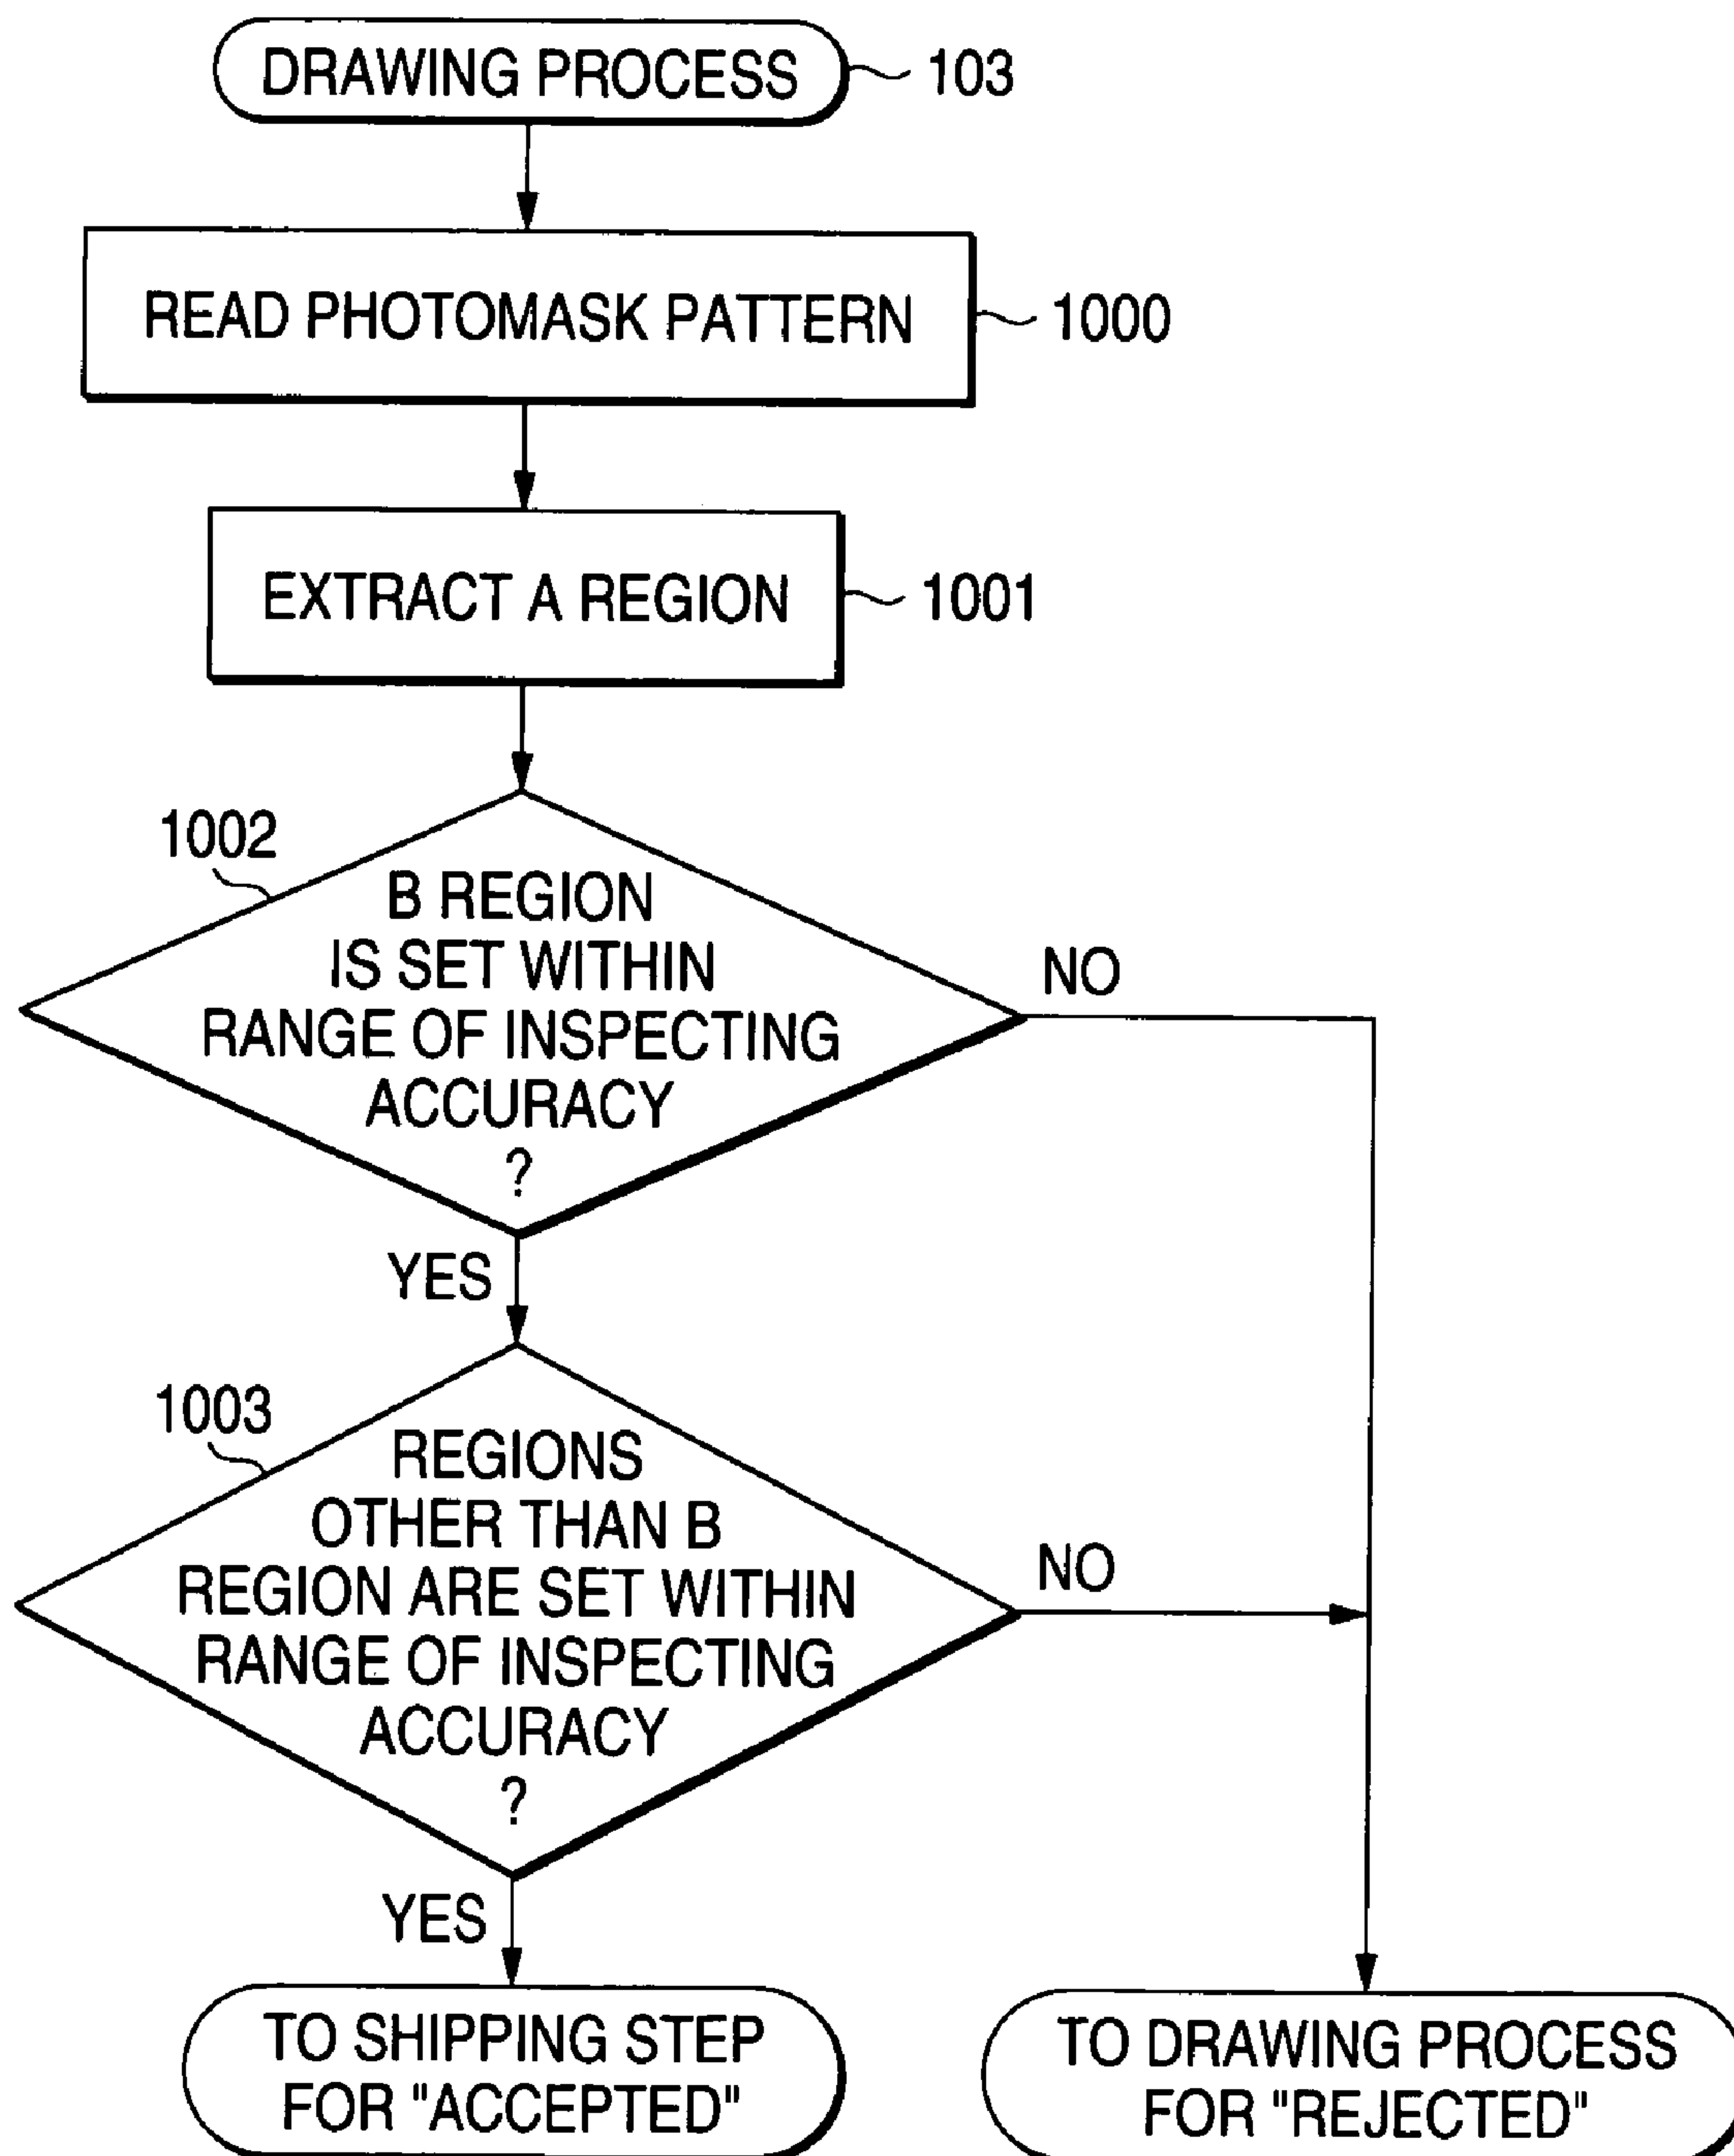 DRAWING PROCESS
103
READ PHOTOMASK PATTERN
1000
EXTRACT A REGION
1001
1002
B REGION
IS SET WITHIN
RANGE OF INSPECTING
ACCURACY
?
NO
YES
1003
REGIONS
OTHER THAN B
REGION ARE SET WITHIN
RANGE OF INSPECTING
ACCURACY
?
NO
YES
TO SHIPPING STEP
FOR "ACCEPTED"
TO DRAWING PROCESS
FOR "REJECTED"